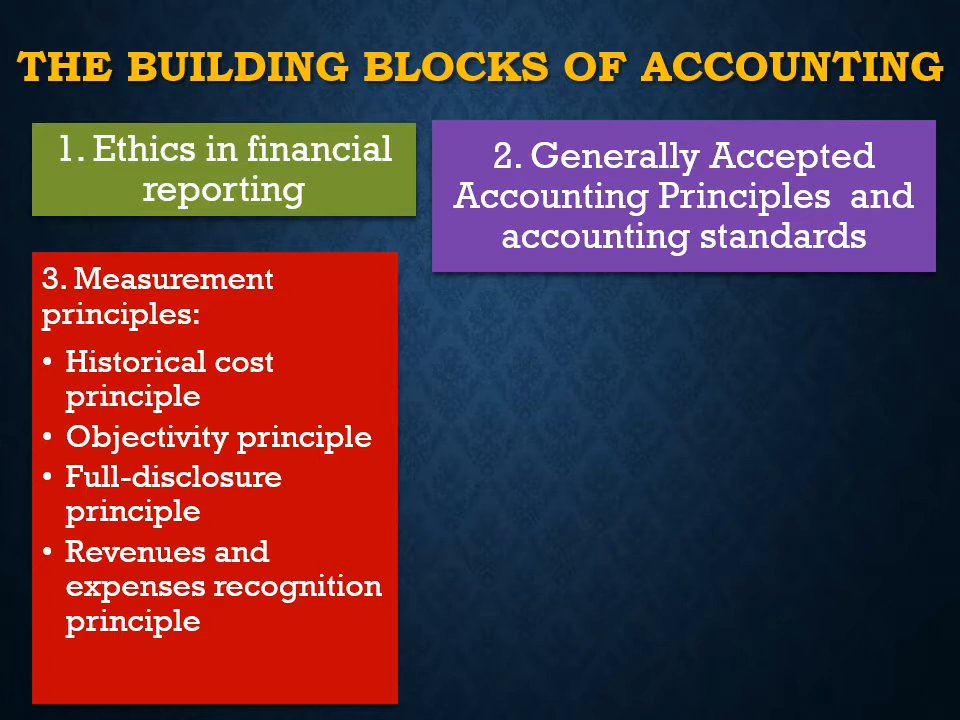 THE BUILDING BLOCKS OF ACCOUNTING
1. Ethics in financial
reporting
2. Generally Accepted
Accounting Principles and
accounting standards
3. Measurement
principles:
• Historical cost
principle
• Objectivity principle
• Full-disclosure
principle
• Revenues and
expenses recognition
principle